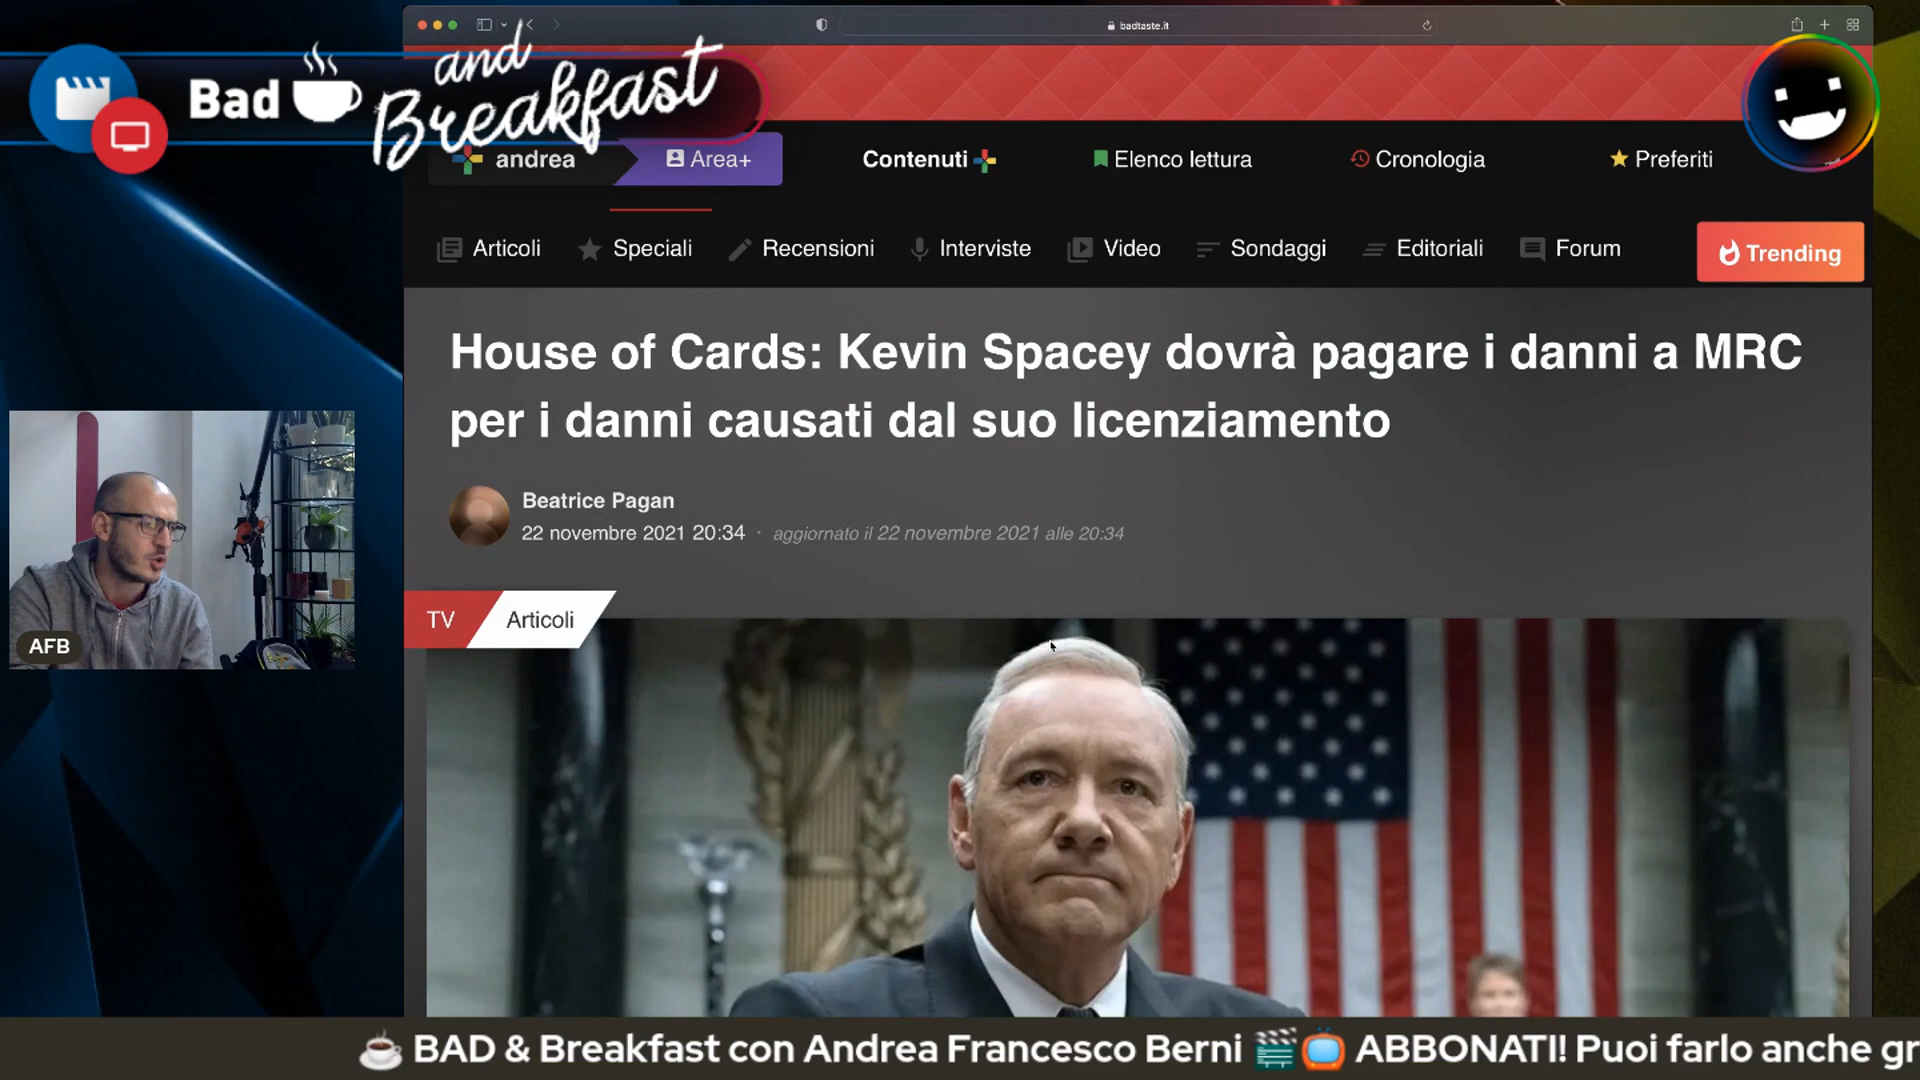 badtaste.it
Bad and Breakfast
andrea
Area+
Contenuti
Elenco lettura
Cronologia
Preferiti
Articoli
Speciali
Recensioni
Interviste
Video
Sondaggi
Editoriali
Forum
Trending
House of Cards: Kevin Spacey dovrà pagare i danni a MRC
per i danni causati dal suo licenziamento
Beatrice Pagan
22 novembre 2021 20:34 · aggiornato il 22 novembre 2021 alle 20:34
TV
Articoli
AFB
BAD & Breakfast con Andrea Francesco Berni ABBONATI! Puoi farlo anche gr